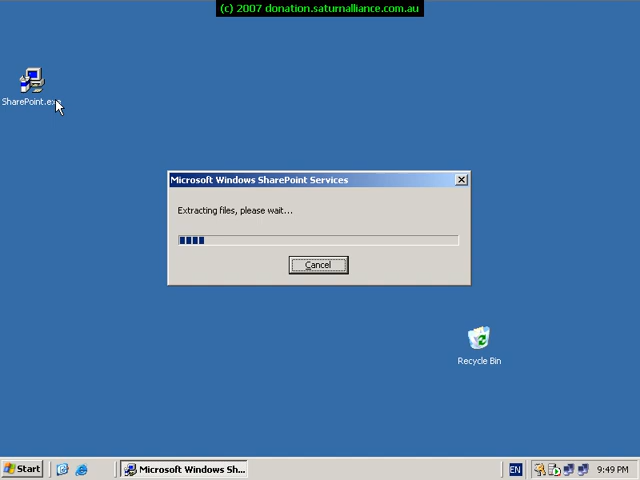 (c) 2007 donation.saturnalliance.com.au
SharePoint.exe
Microsoft Windows SharePoint Services
Extracting files, please wait...
Cancel
Recycle Bin
Start
Microsoft Windows Sh...
EN
9:49 PM